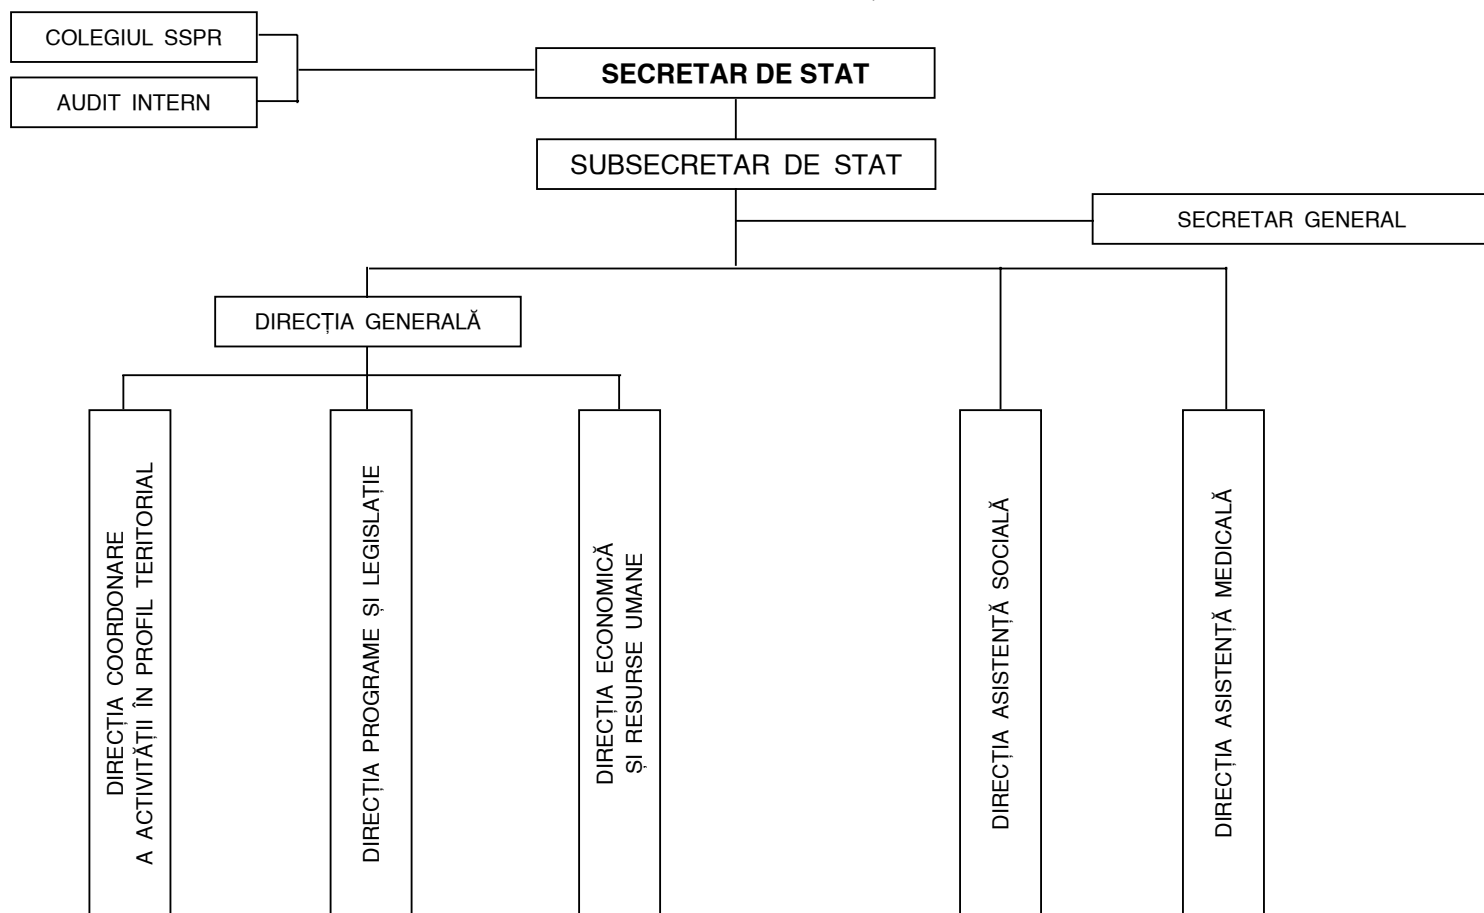 COLEGIUL SSPR
AUDIT INTERN
SECRETAR DE STAT
SUBSECRETAR DE STAT
SECRETAR GENERAL
DIRECȚIA GENERALĂ
DIRECȚIA COORDONARE
A ACTIVITĂȚII ÎN PROFIL TERITORIAL
DIRECȚIA PROGRAME ȘI LEGISLAȚIE
DIRECȚIA ECONOMICĂ
ȘI RESURSE UMANE
DIRECȚIA ASISTENȚĂ SOCIALĂ
DIRECȚIA ASISTENȚĂ MEDICALĂ